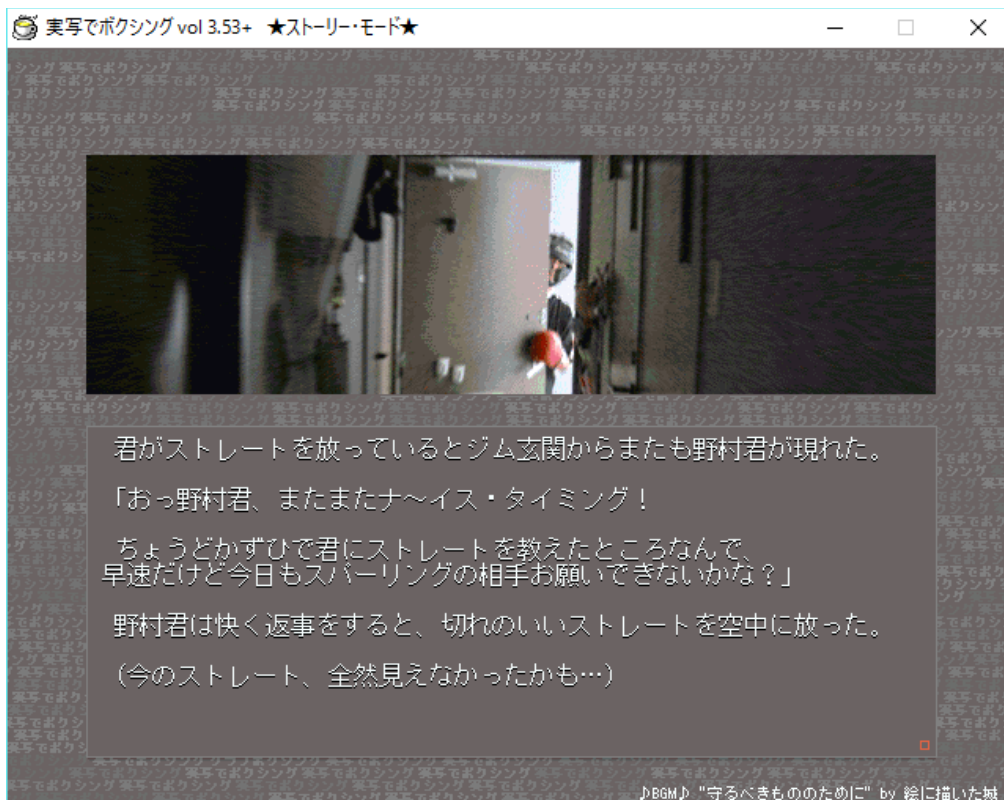 実写でボクシング vol 3.53+ ★ストーリー・モード★
君がストレートを放っているとジム玄関からまたも野村君が現れた。
「おっ野村君、またまたナ～イス・タイミング！
ちょうどかずひで君にストレートを教えたところなんで、
早速だけど今日もスパーリングの相手お願いできないかな？」
野村君は快く返事をすると、切れのいいストレートを空中に放った。
（今のストレート、全然見えなかったかも…）
♪BGM♪ "守るべきもののために" by 絵に描いた城